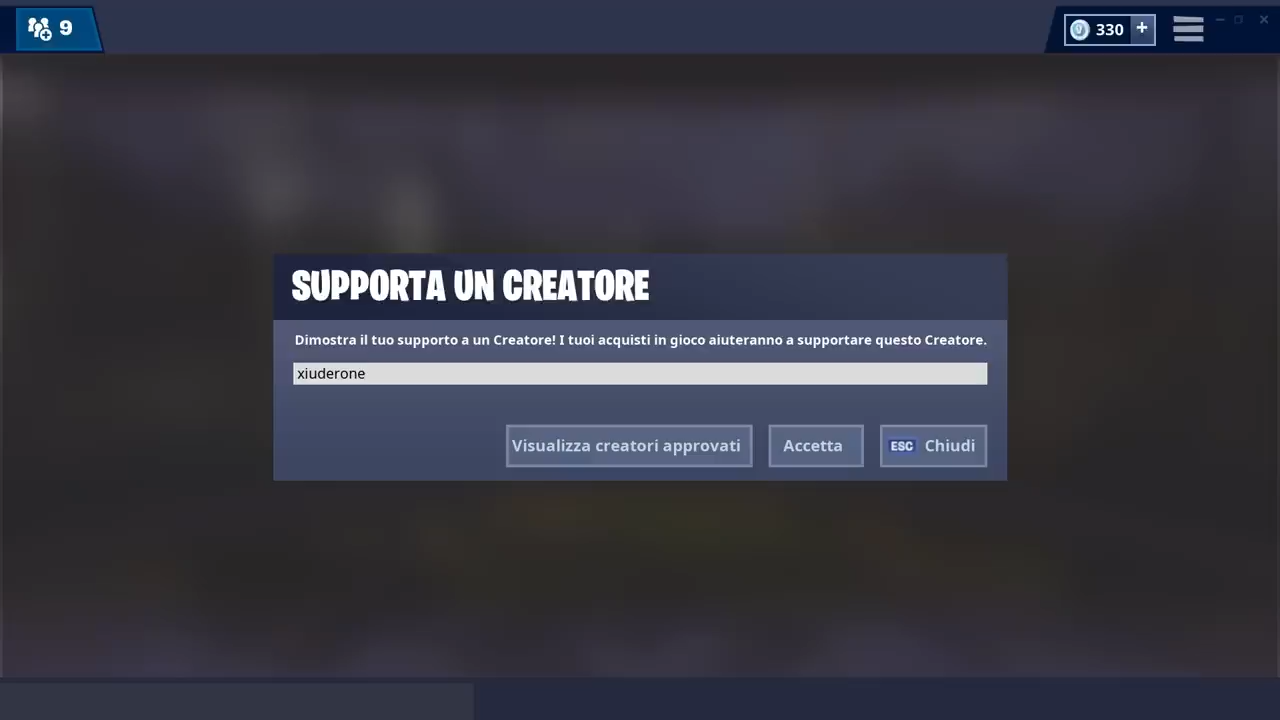 9
330 +
SUPPORTA UN CREATORE
Dimostra il tuo supporto a un Creatore! I tuoi acquisti in gioco aiuteranno a supportare questo Creatore.
xiuderone
Visualizza creatori approvati
Accetta
ESC Chiudi